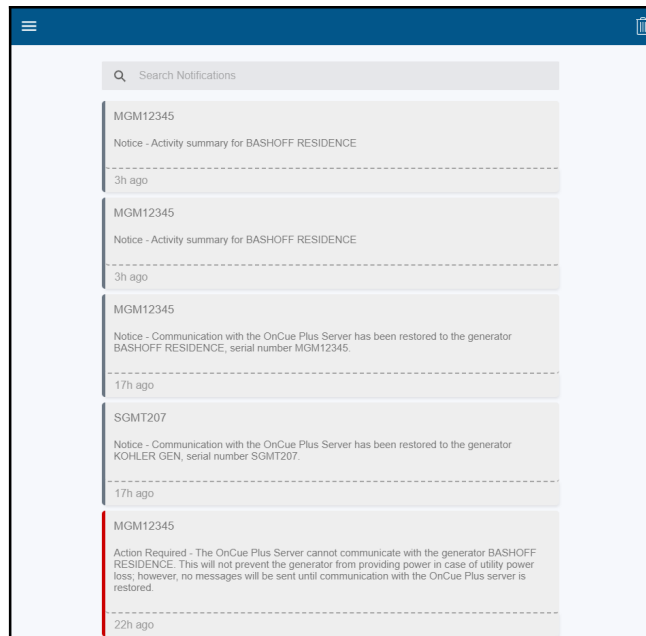 Search Notifications
MGM12345
Notice - Activity summary for BASHOFF RESIDENCE
3h ago
MGM12345
Notice - Activity summary for BASHOFF RESIDENCE
3h ago
MGM12345
Notice - Communication with the OnCue Plus Server has been restored to the generator
BASHOFF RESIDENCE, serial number MGM12345.
17h ago
SGMT207
Notice - Communication with the OnCue Plus Server has been restored to the generator
KOHLER GEN, serial number SGMT207.
17h ago
MGM12345
Action Required - The OnCue Plus Server cannot communicate with the generator BASHOFF
RESIDENCE. This will not prevent the generator from providing power in case of utility power
loss; however, no messages will be sent until communication with the OnCue Plus server is
restored.
22h ago